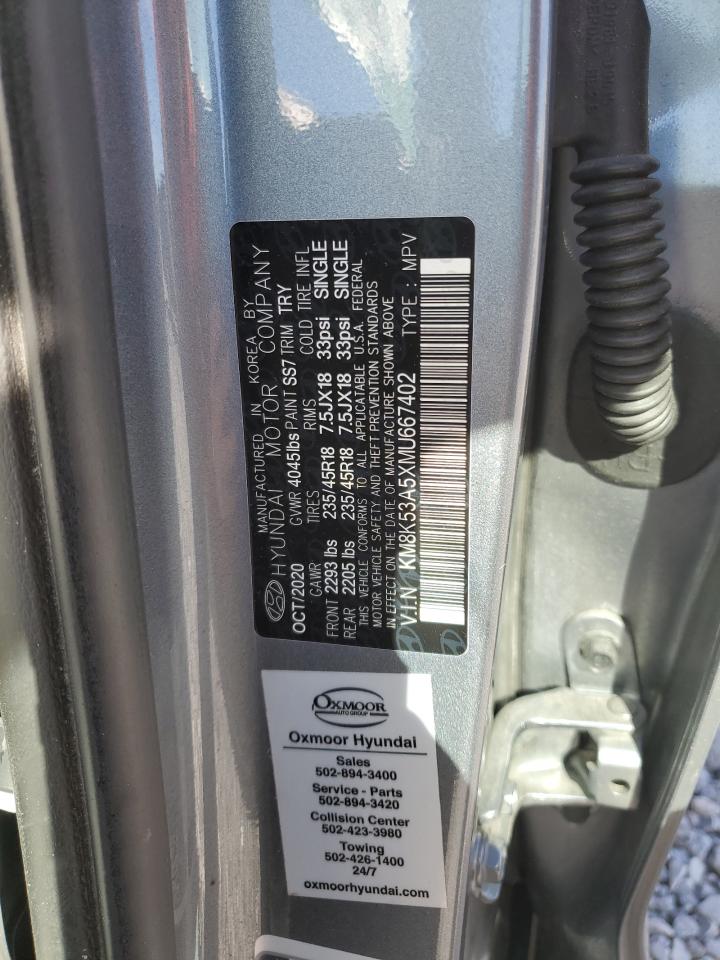 MANUFACTURED IN KOREA BY
HYUNDAI MOTOR COMPANY
OCT/2020 GVWR 4045lbs PAINT SS7 TRIM TRY
GAWR TIRES RIMS COLD TIRE INFL
FRONT 2293 lbs 235/45R18 7.5JX18 33psi SINGLE
REAR 2205 lbs 235/45R18 7.5JX18 33psi SINGLE
THIS VEHICLE CONFORMS TO ALL APPLICATABLE U.S.A. FEDERAL
MOTOR VEHICLE SAFETY AND THEFT PREVENTION STANDARDS
IN EFFECT ON THE DATE OF MANUFACTURE SHOWN ABOVE
V.I.N : KM8K53A5XMU667402 TYPE : MPV
OXMOOR
AUTO GROUP
Oxmoor Hyundai
Sales
502-894-3400
Service - Parts
502-894-3420
Collision Center
502-423-3980
Towing
502-426-1400
24/7
oxmoorhyundai.com